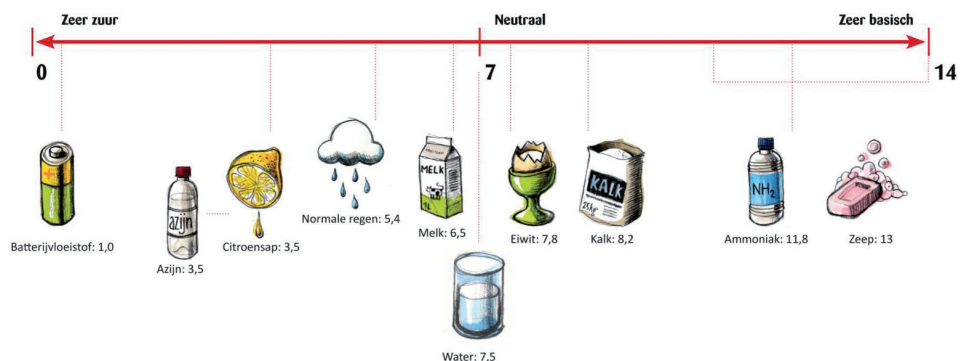 Zeer zuur
Neutraal
Zeer basisch
0
7
14
MELK
1L
KALK
25kg
azijn
NH2
Batterijvloeistof: 1,0
Azijn: 3,5
Citroensap: 3,5
Normale regen: 5,4
Melk: 6,5
Eiwit: 7,8
Kalk: 8,2
Ammoniak: 11,8
Zeep: 13
Water: 7.5